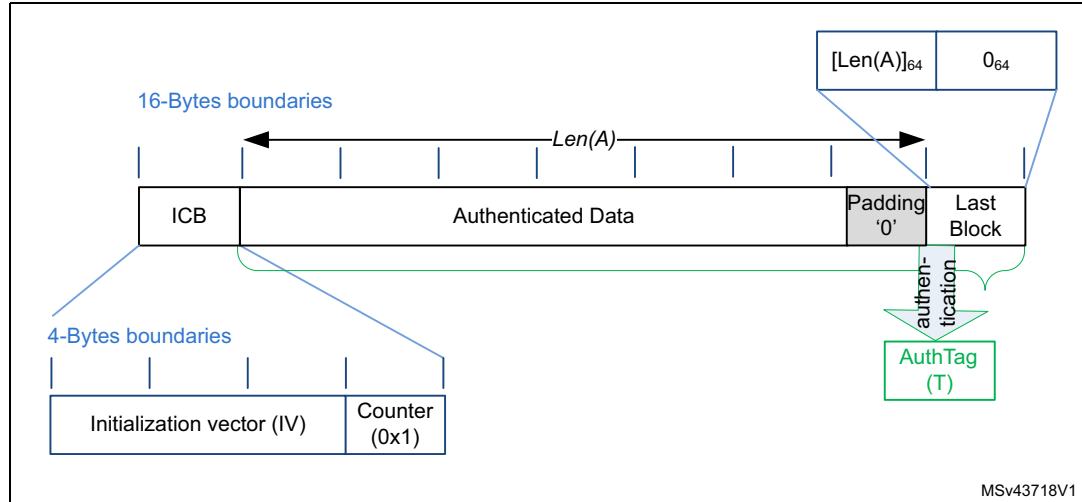 [Len(A)]64
064
16-Bytes boundaries
Len(A)
ICB
Authenticated Data
Padding
‘0’
Last
Block
authen-
tication
4-Bytes boundaries
AuthTag
(T)
Initialization vector (IV)
Counter
(0x1)
MSv43718V1